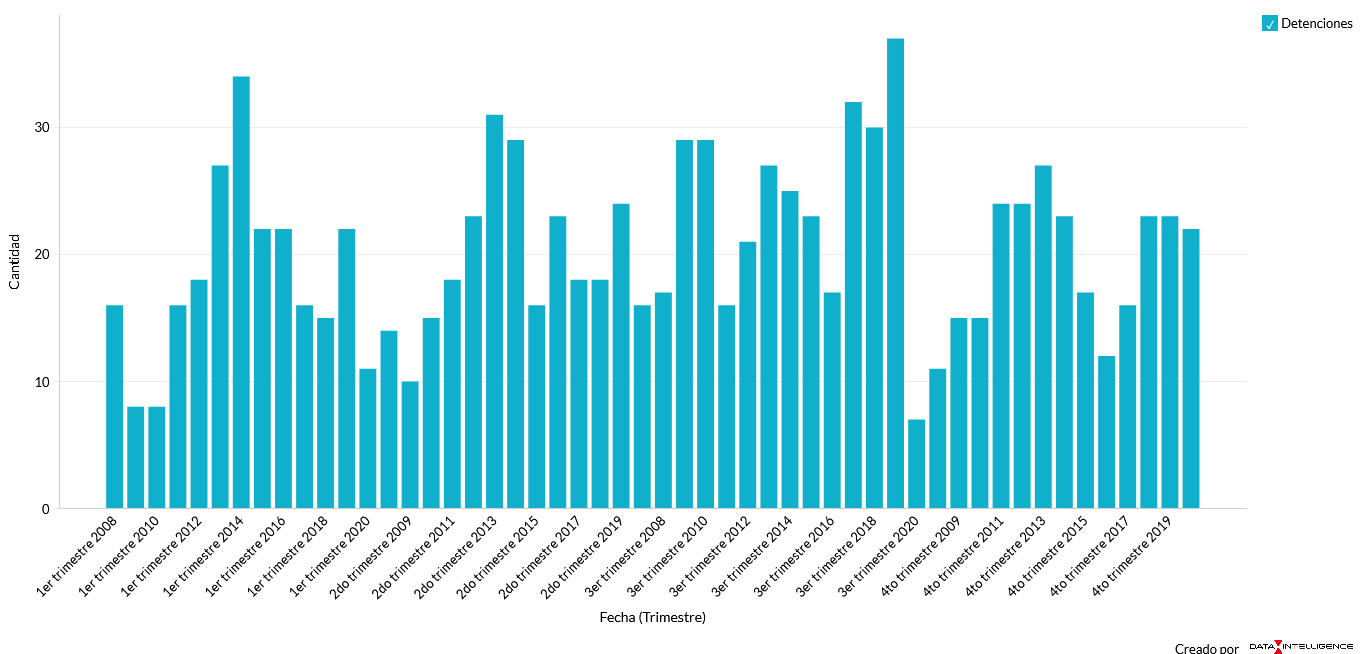 Detenciones
30
20
10
0
Cantidad
1er trimestre 2008
1er trimestre 2010
1er trimestre 2012
1er trimestre 2014
1er trimestre 2016
1er trimestre 2018
1er trimestre 2020
2do trimestre 2009
2do trimestre 2011
2do trimestre 2013
2do trimestre 2015
2do trimestre 2017
2do trimestre 2019
3er trimestre 2008
3er trimestre 2010
3er trimestre 2012
3er trimestre 2014
3er trimestre 2016
3er trimestre 2018
3er trimestre 2020
4to trimestre 2009
4to trimestre 2011
4to trimestre 2013
4to trimestre 2015
4to trimestre 2017
4to trimestre 2019
Fecha (Trimestre)
Creado por DATA INTELLIGENCE